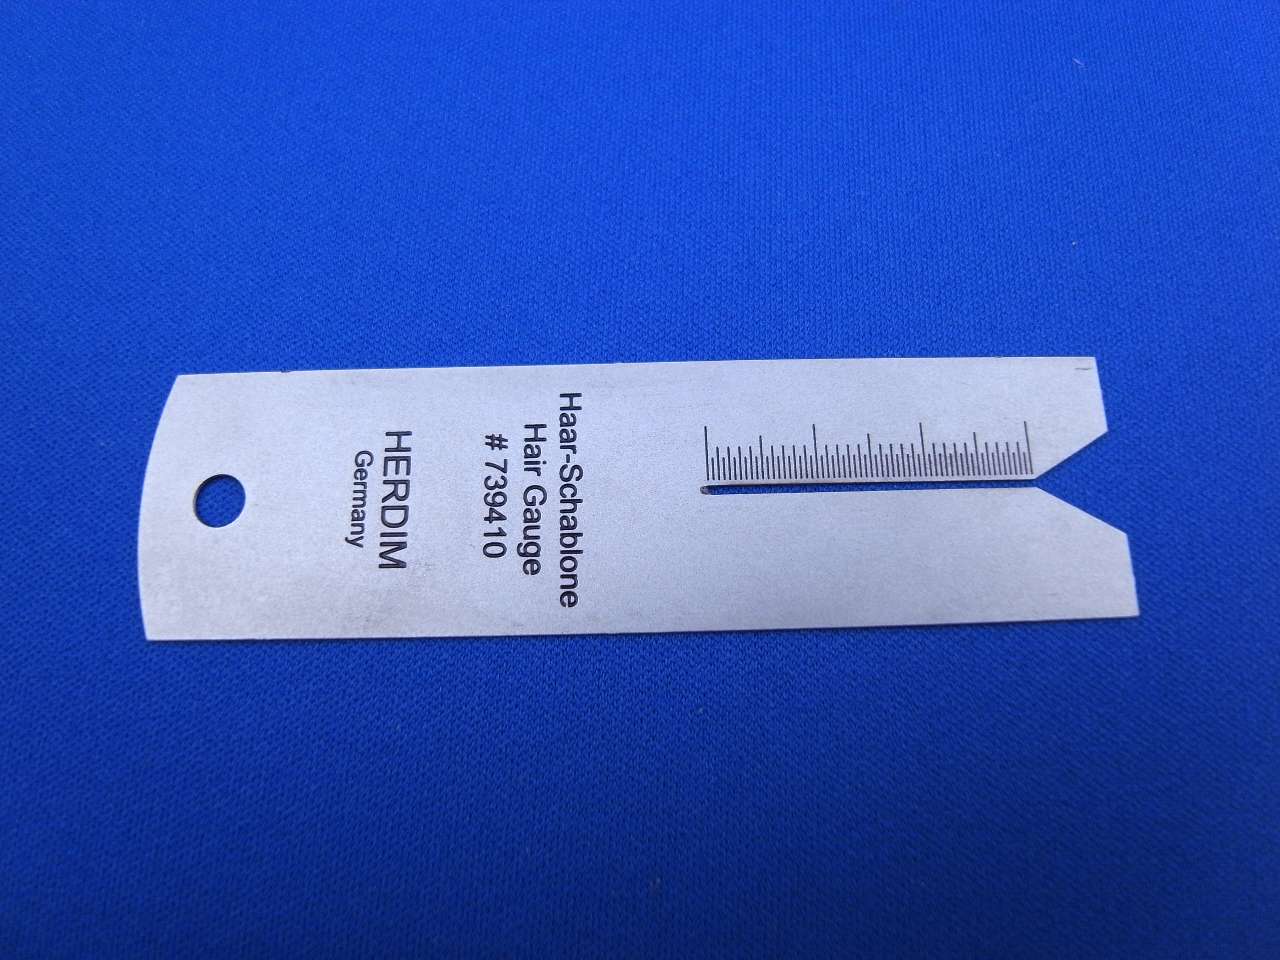 Haar-Schablone
Hair Gauge
# 739410
HERDIM
Germany